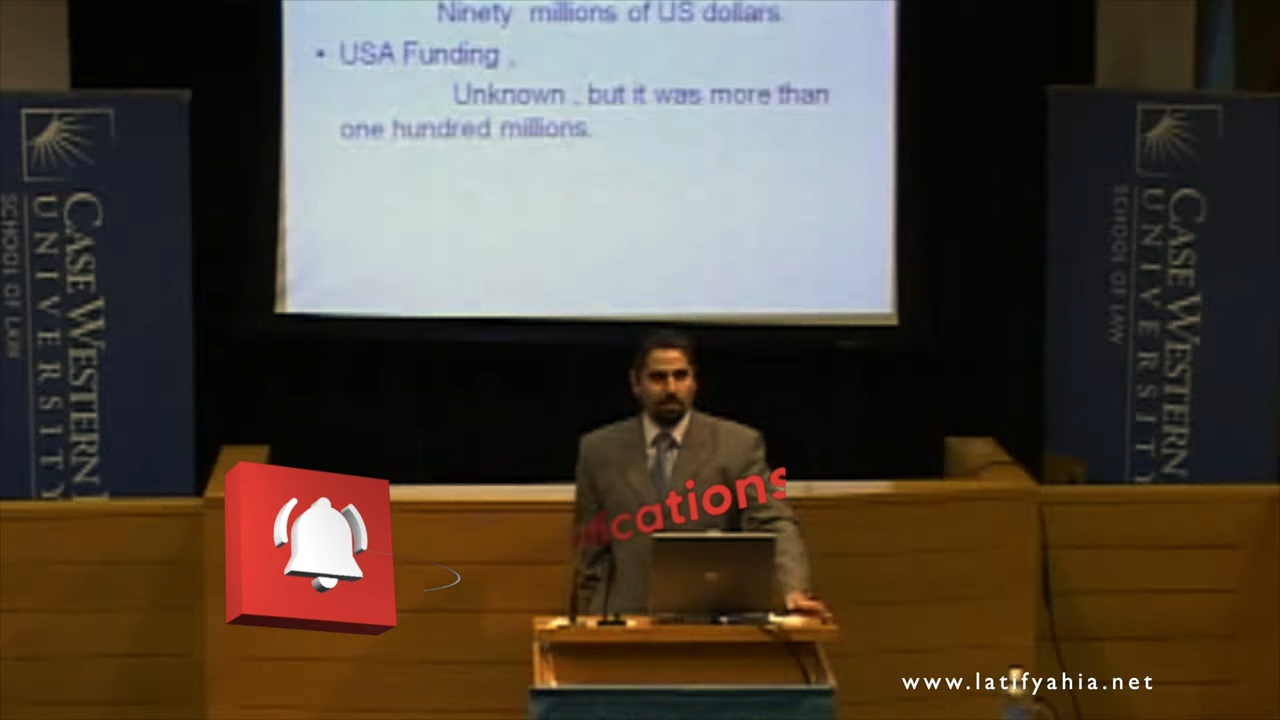 Ninety millions of US dollars
• USA Funding ,
Unknown , but it was more than
one hundred millions.
CASE WESTERN
UNIVERSITY
SCHOOL OF LAW
CASE WESTERN
UNIVERSITY
SCHOOL OF LAW
ications
www.latifyahia.net